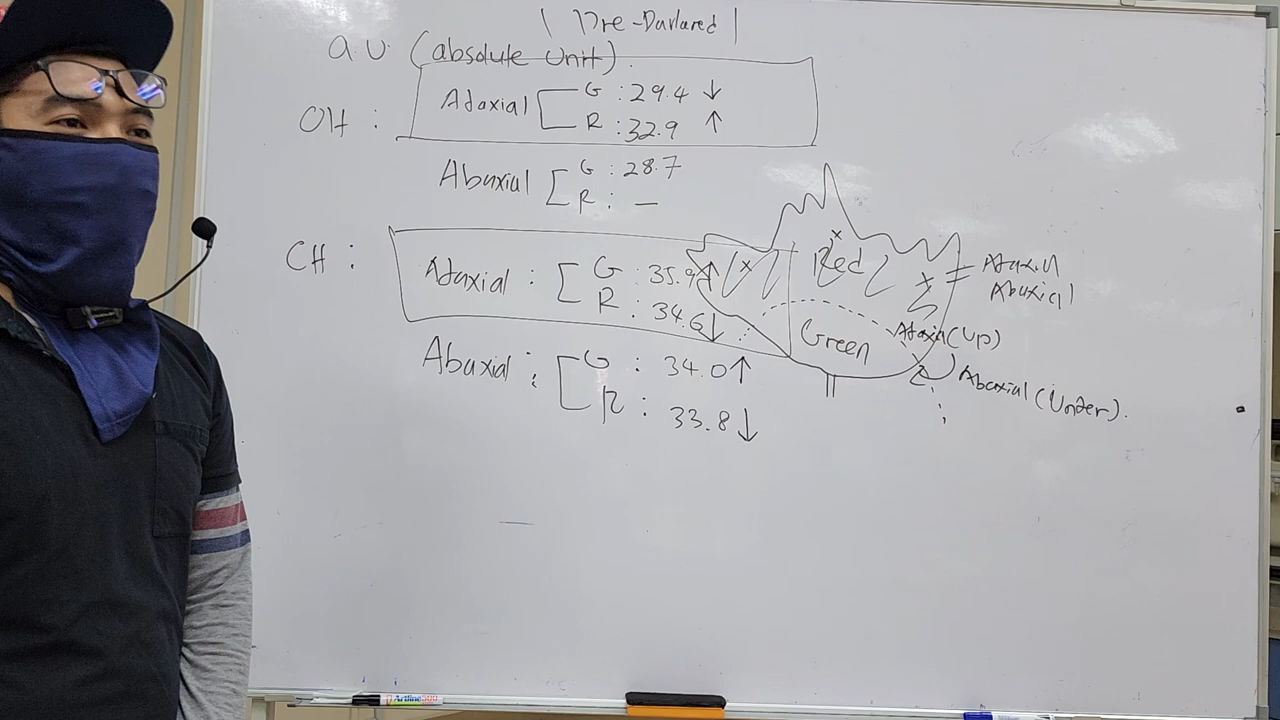 | Pre-Darlared |
a.u. (absolute Unit).
OH : Adaxial G : 29.4 ↓
R : 32.9 ↑
Abaxial G : 28.7
R : —
CH : Adaxial : G : 35.9 ↑
R : 34.6 ↓
Abaxial : G : 34.0 ↑
R : 33.8 ↓
Red
Green
Adaxial
Abaxial
Adaxial (Up)
Abaxial (Under).
Artline 500